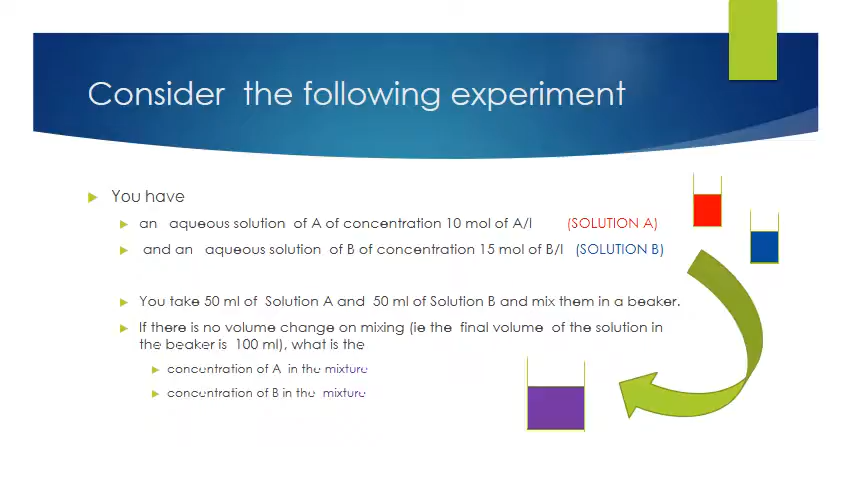 Consider the following experiment
You have
an aqueous solution of A of concentration 10 mol of A/l (SOLUTION A)
and an aqueous solution of B of concentration 15 mol of B/l (SOLUTION B)
You take 50 ml of Solution A and 50 ml of Solution B and mix them in a beaker.
If there is no volume change on mixing (ie the final volume of the solution in
the beaker is 100 ml), what is the
concentration of A in the mixture
concentration of B in the mixture